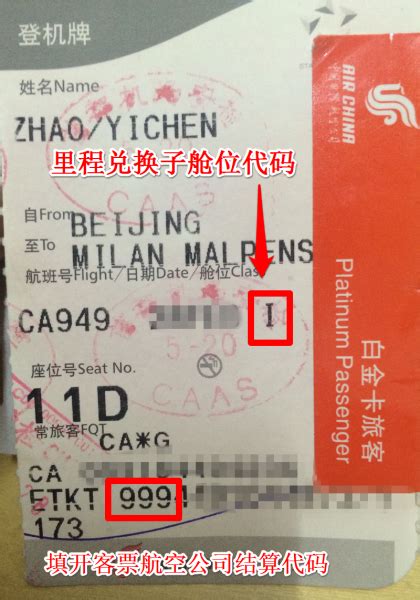 登机牌
姓名Name
ZHAO/YICHEN
里程兑换子舱位代码
CAAS
自From BEIJING
至To MILAN MALPENS
航班号Flight/日期Date/舱位Clas
CA949 I
5-20
座位号Seat No.
CAAS
11D
常旅客FQT
CA*G
CA
ETKT 999
173
填开客票航空公司结算代码
AIR CHINA
Platinum Passenger
白金卡旅客